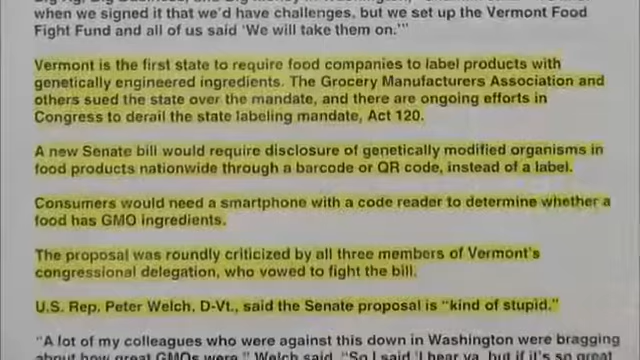 when we signed it that we'd have challenges, but we set up the Vermont Food
Fight Fund and all of us said 'We will take them on.'"
Vermont is the first state to require food companies to label products with
genetically engineered ingredients. The Grocery Manufacturers Association and
others sued the state over the mandate, and there are ongoing efforts in
Congress to derail the state labeling mandate, Act 120.
A new Senate bill would require disclosure of genetically modified organisms in
food products nationwide through a barcode or QR code, instead of a label.
Consumers would need a smartphone with a code reader to determine whether a
food has GMO ingredients.
The proposal was roundly criticized by all three members of Vermont's
congressional delegation, who vowed to fight the bill.
U.S. Rep. Peter Welch, D-Vt., said the Senate proposal is "kind of stupid."
"A lot of my colleagues who were against this down in Washington were bragging
about how great GMOs were," Welch said. "So I said 'I hear ya, but if it's so great